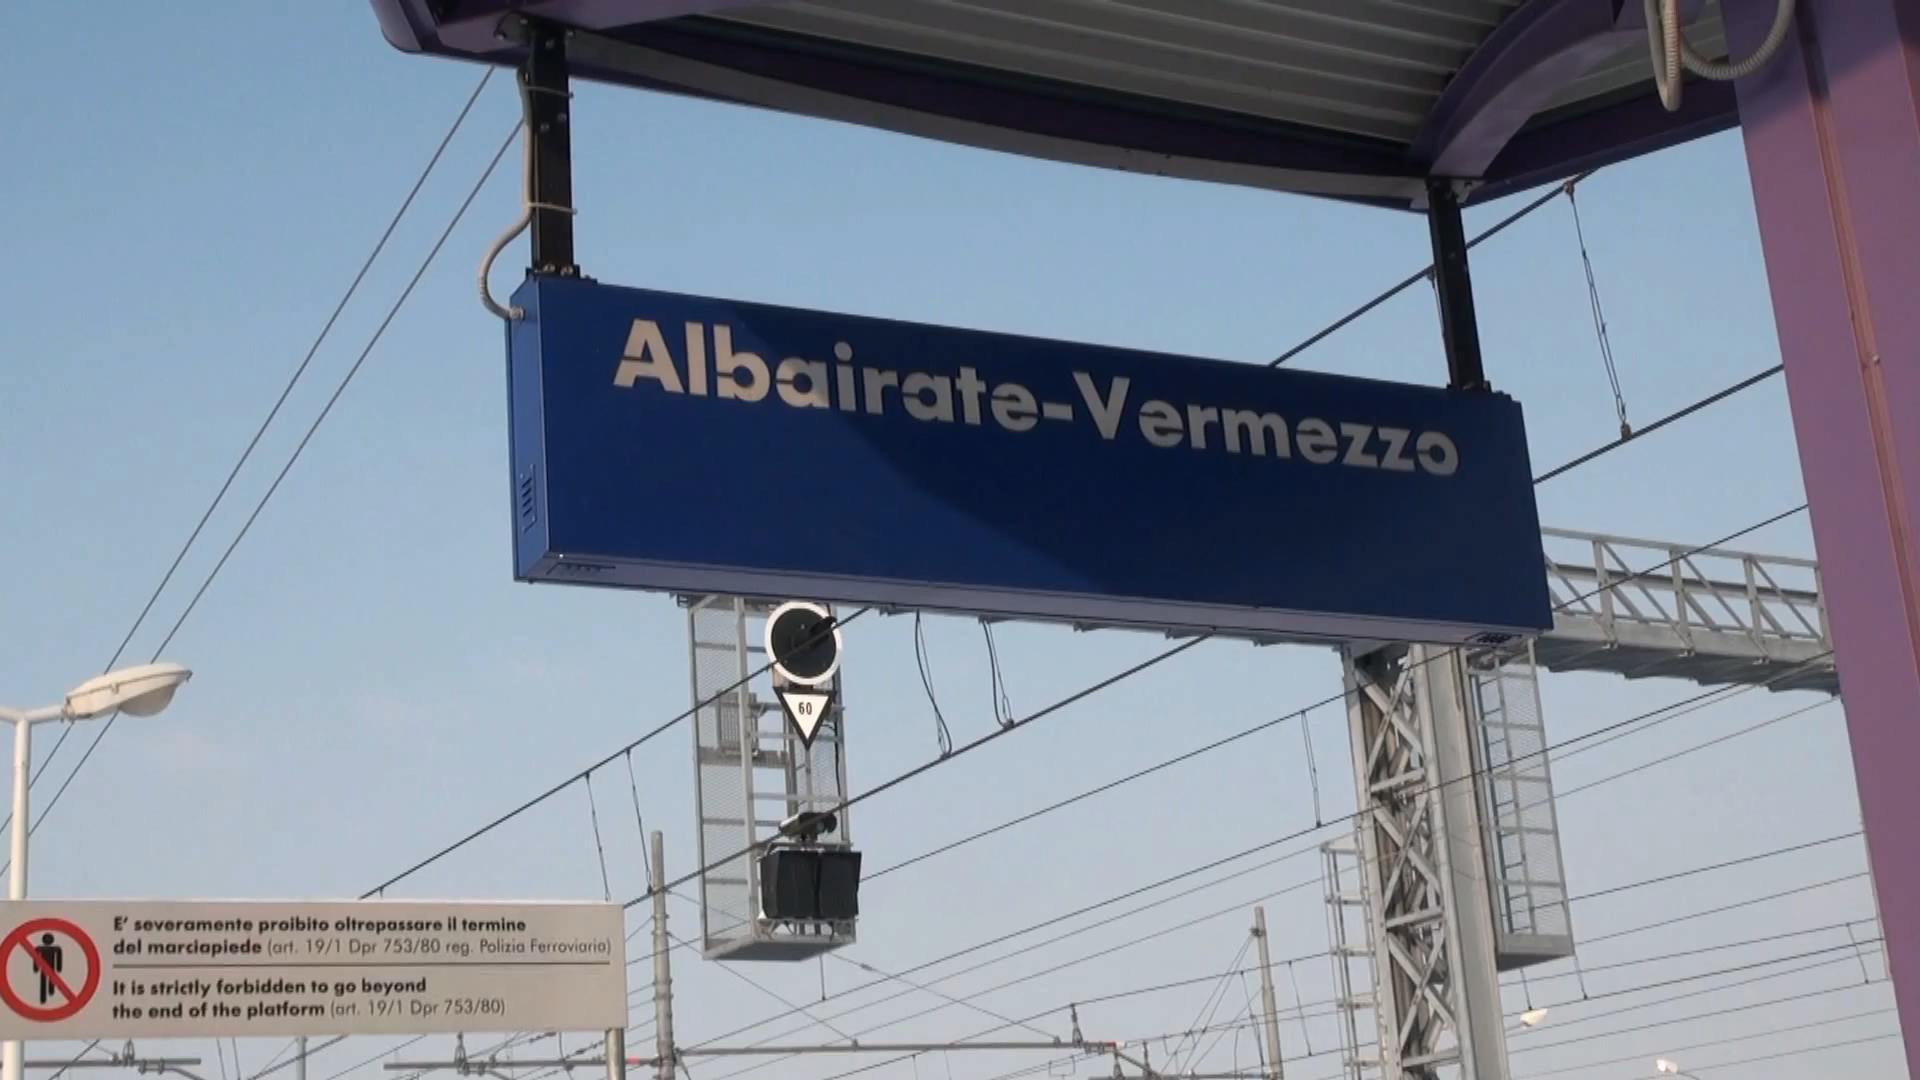 Albairate-Vermezzo
60
E' severamente proibito oltrepassare il termine
del marciapiede (art. 19/1 Dpr 753/80 reg. Polizia Ferroviaria)
It is strictly forbidden to go beyond
the end of the platform (art. 19/1 Dpr 753/80)